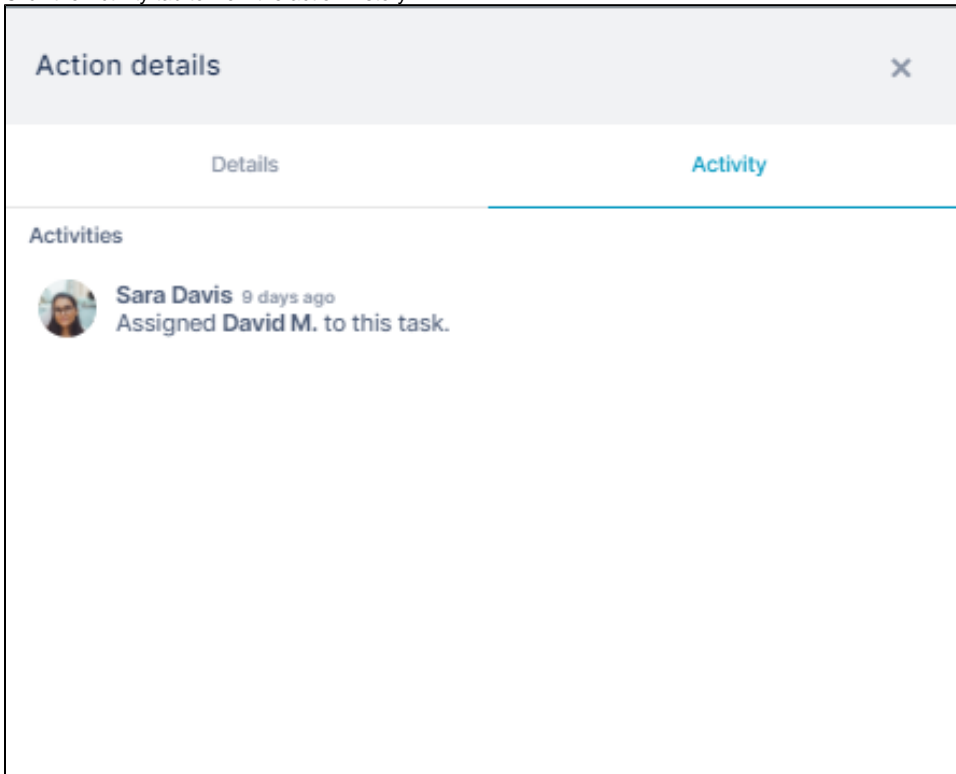 Action details
Details
Activity
Activities
Sara Davis 9 days ago
Assigned David M. to this task.